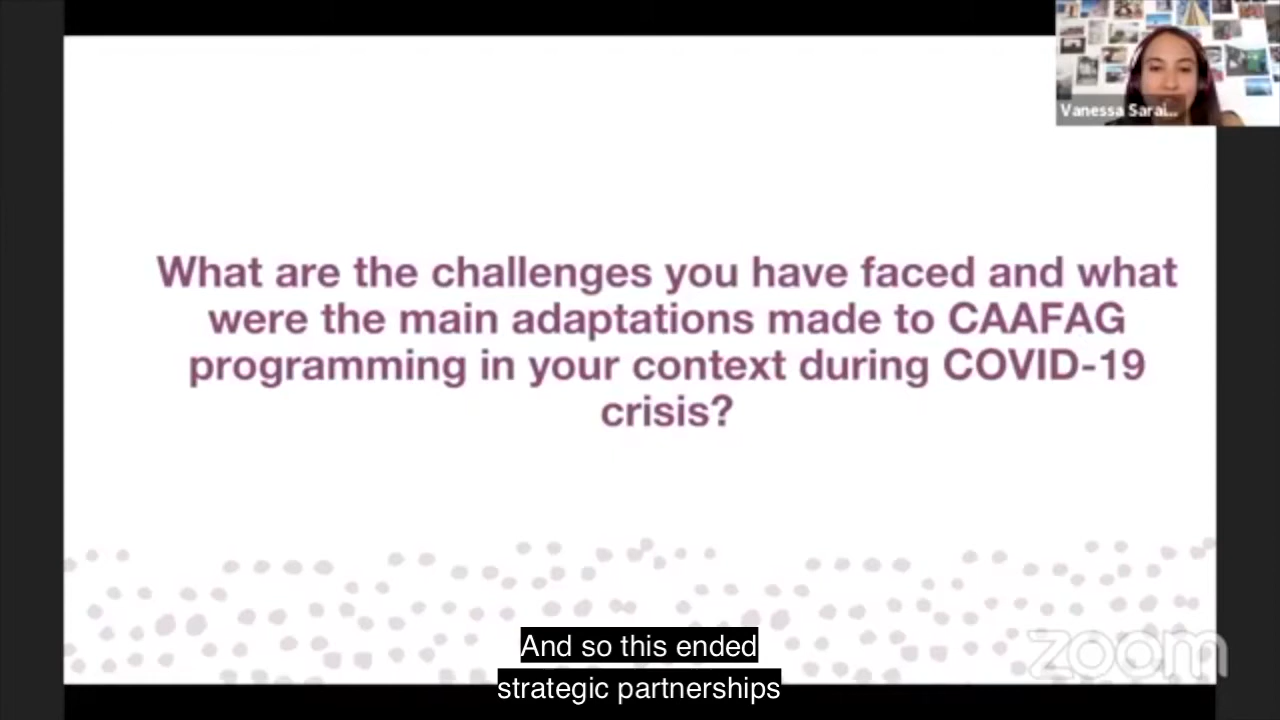 Vanessa Sarai...
What are the challenges you have faced and what
were the main adaptations made to CAAFAG
programming in your context during COVID-19
crisis?
And so this ended
strategic partnerships
zoom